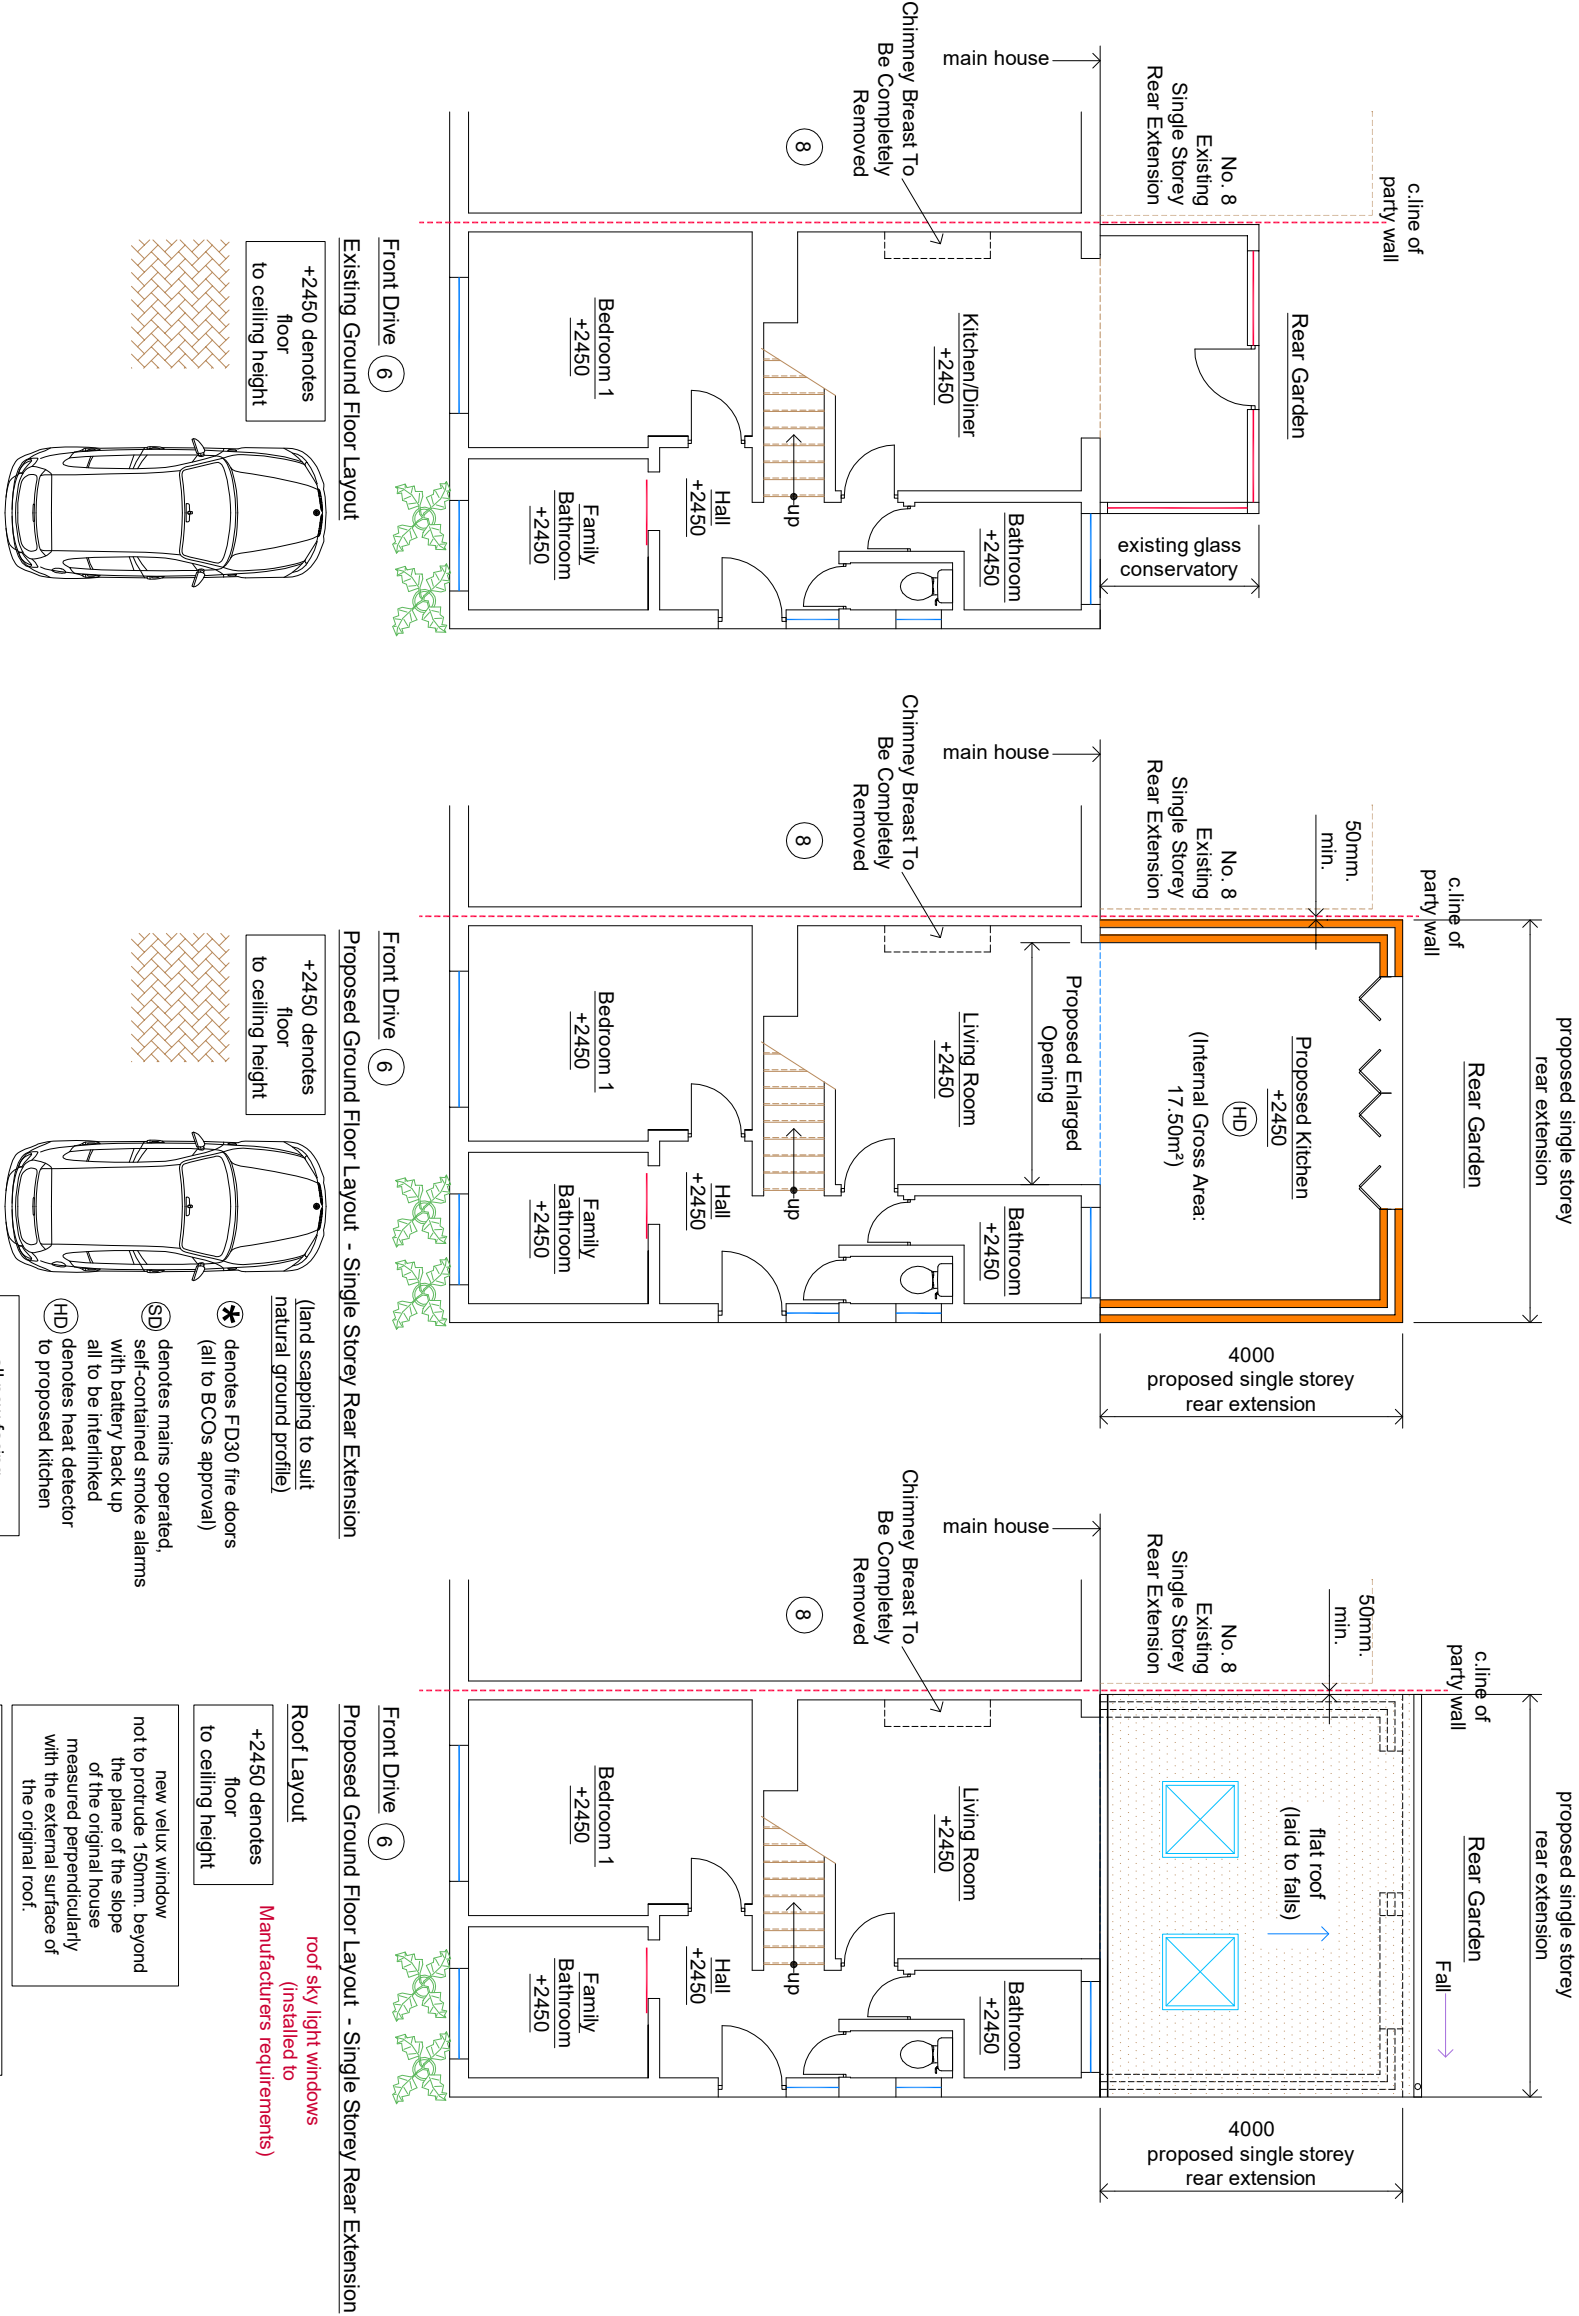 Chimney Breast To
Be Completely
Removed
main house
No. 8
Existing
Single Storey
Rear Extension
c.line of
party wall
8
Rear Garden
Kitchen/Diner
+2450
Bedroom 1
+2450
up
Hall
+2450
Bathroom
+2450
Family
Bathroom
+2450
existing glass
conservatory
Front Drive
6
Existing Ground Floor Layout
+2450 denotes
floor
to ceiling height
Chimney Breast To
Be Completely
Removed
main house
No. 8
Existing
Single Storey
Rear Extension
50mm.
min.
c.line of
party wall
8
proposed single storey
rear extension
Rear Garden
Proposed Kitchen
+2450
HD
(Internal Gross Area:
17.50m²)
Proposed Enlarged
Opening
Living Room
+2450
Bedroom 1
+2450
up
Hall
+2450
Bathroom
+2450
Family
Bathroom
+2450
4000
proposed single storey
rear extension
Front Drive
6
Proposed Ground Floor Layout - Single Storey Rear Extension
+2450 denotes
floor
to ceiling height
(land scapping to suit
natural ground profile)
* denotes FD30 fire doors
(all to BCOs approval)
SD denotes mains operated,
self-contained smoke alarms
with battery back up
all to be interlinked
HD denotes heat detector
to proposed kitchen
Chimney Breast To
Be Completely
Removed
main house
No. 8
Existing
Single Storey
Rear Extension
50mm.
min.
c.line of
party wall
8
proposed single storey
rear extension
Rear Garden
Fall
flat roof
(laid to falls)
Living Room
+2450
Bedroom 1
+2450
up
Hall
+2450
Bathroom
+2450
Family
Bathroom
+2450
4000
proposed single storey
rear extension
Front Drive
6
Proposed Ground Floor Layout - Single Storey Rear Extension
Roof Layout
+2450 denotes
floor
to ceiling height
roof sky light windows
(installed to
Manufacturers requirements)
new velux window
not to protrude 150mm. beyond
the plane of the slope
of the original house
measured perpendicularly
with the external surface of
the original roof.